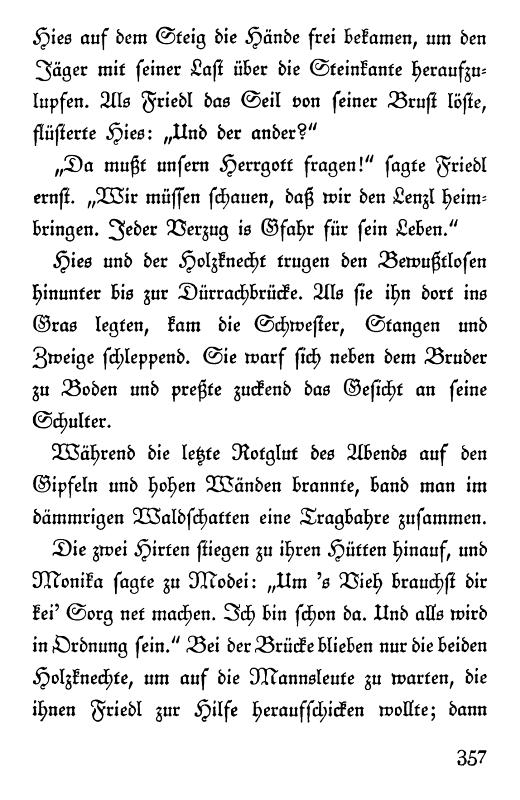 Hies auf dem Steig die Hände frei bekamen, um den
Jäger mit seiner Last über die Steinkante heraufzu-
lupfen. Als Friedl das Seil von seiner Brust löste,
flüsterte Hies: „Und der ander?“
„Da mußt unsern Herrgott fragen!“ sagte Friedl
ernst. „Wir müssen schauen, daß wir den Lenzl heim-
bringen. Jeder Verzug is Gfahr für sein Leben.“
Hies und der Holzknecht trugen den Bewußtlosen
hinunter bis zur Dürrachbrücke. Als sie ihn dort ins
Gras legten, kam die Schwester, Stangen und
Zweige schleppend. Sie warf sich neben dem Bruder
zu Boden und preßte zuckend das Gesicht an seine
Schulter.
Während die letzte Rotglut des Abends auf den
Gipfeln und hohen Wänden brannte, band man im
dämmrigen Waldschatten eine Tragbahre zusammen.
Die zwei Hirten stiegen zu ihren Hütten hinauf, und
Monika sagte zu Modei: „Um 's Vieh brauchst dir
kei' Sorg net machen. Ich bin schon da. Und alls wird
in Ordnung sein.“ Bei der Brücke blieben nur die beiden
Holzknechte, um auf die Mannsleute zu warten, die
ihnen Friedl zur Hilfe heraufschicken wollte; dann
357